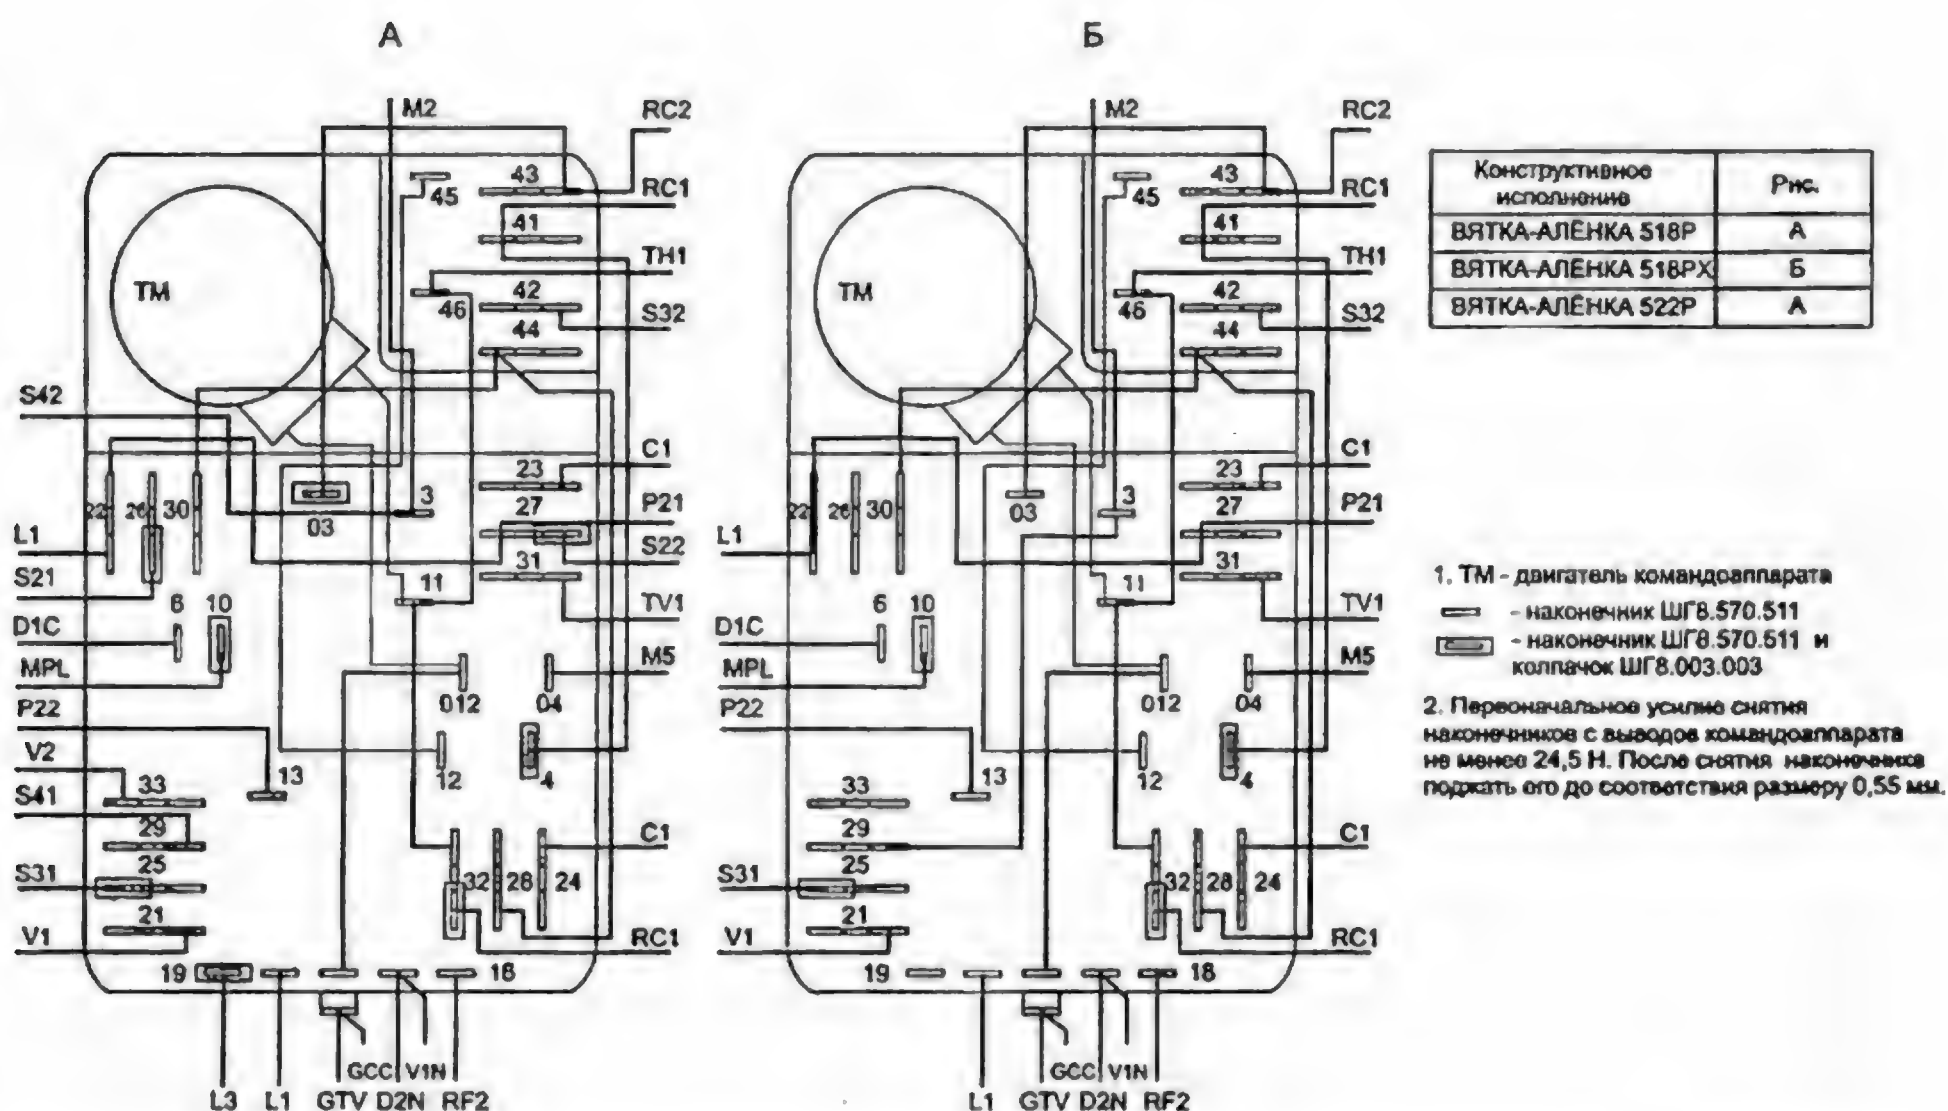 А
Б
M2
RC2
RC1
TH1
S32
43
45
41
46
42
44
TM
S42
C1
23
P21
22
26
30
03
3
27
S22
L1
S21
31
11
TV1
6
10
D1C
MPL
M5
012
04
P22
V2
13
12
4
S41
33
29
C1
S31
25
32
28
24
21
V1
RC1
19
16
GCC
V1N
L3
L1
GTV
D2N
RF2
M2
RC2
RC1
TH1
S32
43
45
41
46
42
44
TM
C1
23
P21
22
26
30
03
3
27
L1
31
11
TV1
6
10
D1C
MPL
M5
012
04
P22
13
12
4
33
29
C1
S31
25
32
28
24
21
V1
RC1
19
18
GCC
V1N
L1
GTV
D2N
RF2
Конструктивное исполнение
Рис.
ВЯТКА-АЛЁНКА 518Р
А
ВЯТКА-АЛЁНКА 518РХ
Б
ВЯТКА-АЛЁНКА 522Р
А
1. ТМ - двигатель командоаппарата
- наконечник ШГ8.570.511
- наконечник ШГ8.570.511 и
колпачок ШГ8.003.003
2. Первоначальное усилие снятия
наконечников с выводов командоаппарата
не менее 24,5 Н. После снятия наконечника
поджать его до соответствия размеру 0,55 мм.